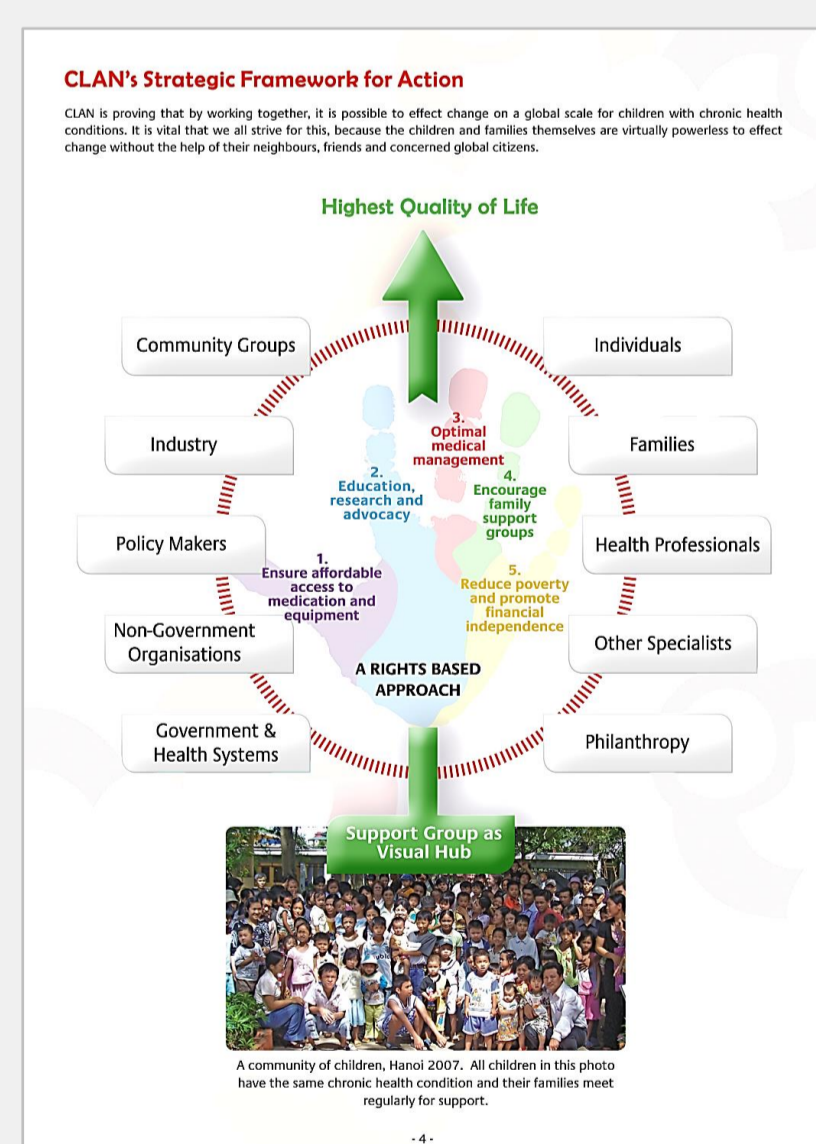 CLAN's Strategic Framework for Action
CLAN is proving that by working together, it is possible to effect change on a global scale for children with chronic health
conditions. It is vital that we all strive for this, because the children and families themselves are virtually powerless to effect
change without the help of their neighbours, friends and concerned global citizens.
Highest Quality of Life
Community Groups
Individuals
Industry
Families
Policy Makers
Health Professionals
Non-Government
Organisations
Other Specialists
Government &
Health Systems
Philanthropy
1.
Ensure affordable
access to
medication and
equipment
2.
Education,
research and
advocacy
3.
Optimal
medical
management
4.
Encourage
family
support
groups
5.
Reduce poverty
and promote
financial
independence
A RIGHTS BASED
APPROACH
Support Group as
Visual Hub
A community of children, Hanoi 2007. All children in this photo
have the same chronic health condition and their families meet
regularly for support.
- 4 -